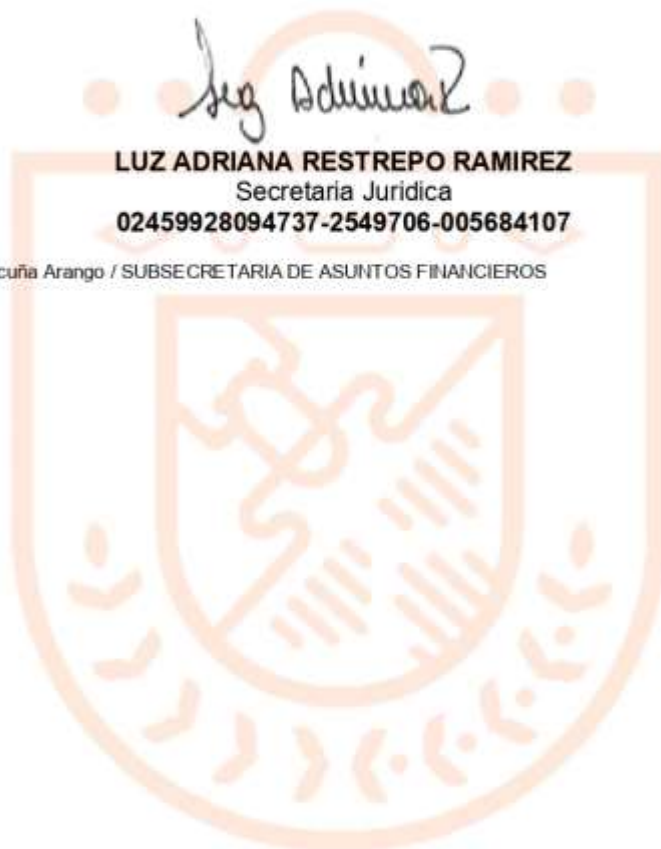 LUZ ADRIANA RESTREPO RAMIREZ
Secretaria Juridica
02459928094737-2549706-005684107
cuña Arango / SUBSECRETARIA DE ASUNTOS FINANCIEROS